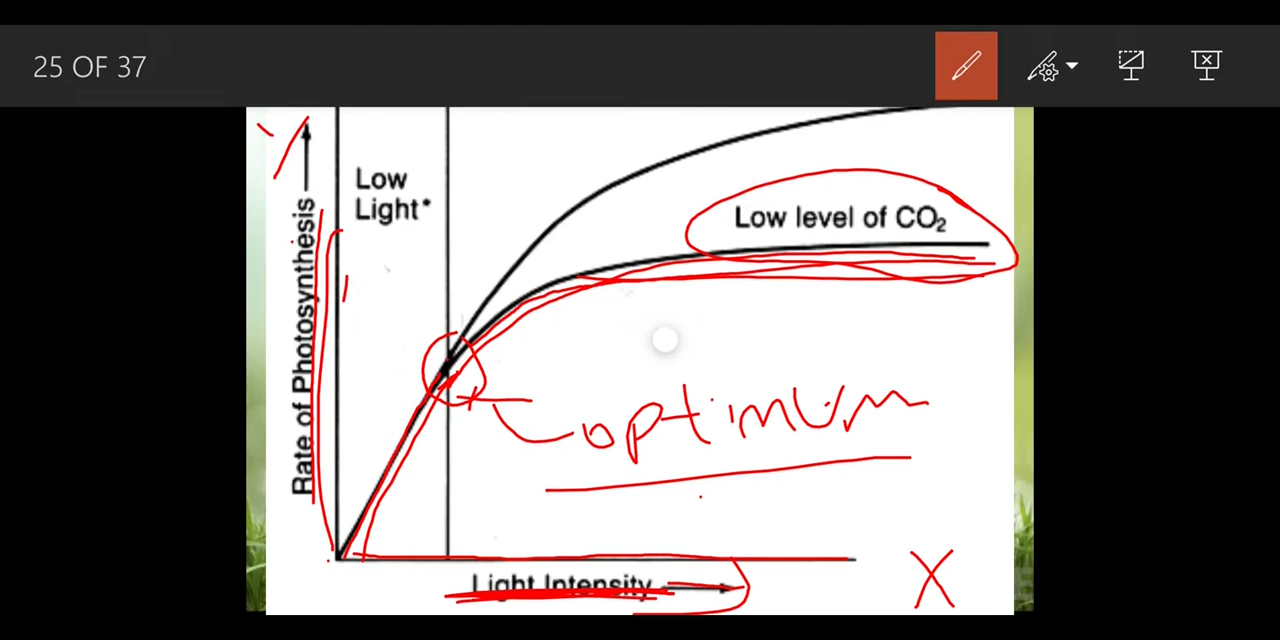 25 OF 37
Y
Low
Light*
Low level of CO₂
Rate of Photosynthesis
optimum
Light Intensity
X